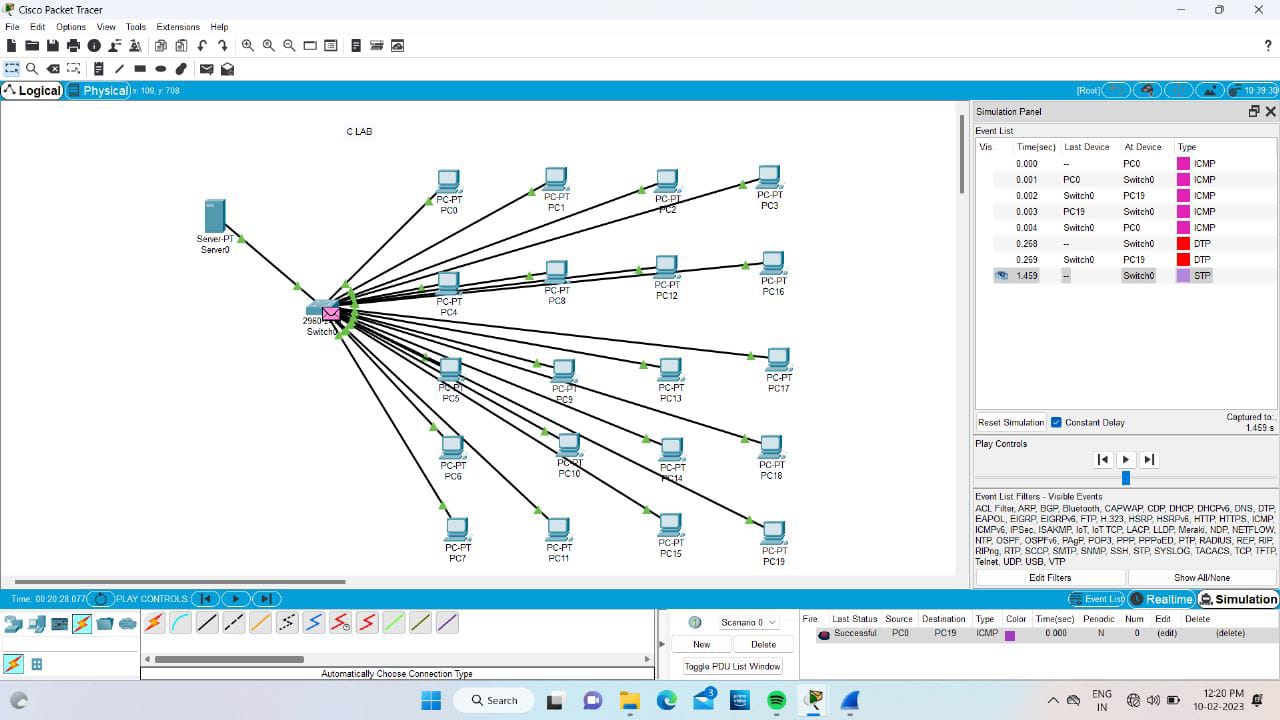 Cisco Packet Tracer
File Edit Options View Tools Extensions Help
?
Logical Physical x: 109, y: 708 [Root] 10:39:30
C LAB
PC-PT
PC0
PC-PT
PC1
PC-PT
PC2
PC-PT
PC3
Server-PT
Server0
PC-PT
PC4
PC-PT
PC8
PC-PT
PC12
PC-PT
PC16
Switch0
PC-PT
PC5
PC-PT
PC9
PC-PT
PC13
PC-PT
PC17
PC-PT
PC6
PC-PT
PC10
PC-PT
PC14
PC-PT
PC18
PC-PT
PC7
PC-PT
PC11
PC-PT
PC15
PC-PT
PC19
Simulation Panel
Event List
Vis. Time(sec) Last Device At Device Type
0.000 -- PC0 ICMP
0.001 PC0 Switch0 ICMP
0.002 Switch0 PC19 ICMP
0.003 PC19 Switch0 ICMP
0.004 Switch0 PC0 ICMP
0.268 -- Switch0 DTP
0.269 Switch0 PC19 DTP
1.459 -- Switch0 STP
Reset Simulation Constant Delay Captured to:
1.459 s
Play Controls
Event List Filters - Visible Events
ACL Filter, ARP, BGP, Bluetooth, CAPWAP, CDP, DHCP, DHCPv6, DNS, DTP,
EAPOL, EIGRP, EIGRPv6, FTP, H.323, HSRP, HSRPv6, HTTP, HTTPS, ICMP,
ICMPv6, IPSec, ISAKMP, IoT, IoT TCP, LACP, LLDP, Meraki, NDP, NETFLOW,
NTP, OSPF, OSPFv6, PAgP, POP3, PPP, PPPoED, PTP, RADIUS, REP, RIP,
RIPng, RTP, SCCP, SMTP, SNMP, SSH, STP, SYSLOG, TACACS, TCP, TFTP,
Telnet, UDP, USB, VTP
Edit Filters Show All/None
Time: 00:20:28.077 PLAY CONTROLS: Event List Realtime Simulation
Scenario 0
New Delete
Toggle PDU List Window
Fire Last Status Source Destination Type Color Time(sec) Periodic Num Edit Delete
Successful PC0 PC19 ICMP 0.000 N 0 (edit) (delete)
Automatically Choose Connection Type
Search
3
prime video
ENG
IN
12:20 PM
10-02-2023